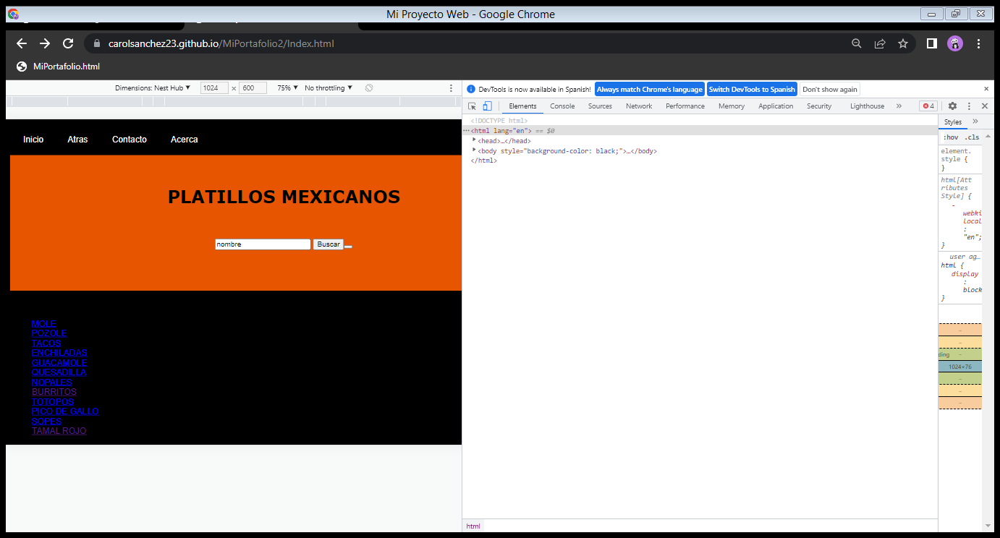 Mi Proyecto Web - Google Chrome
carolsanchez23.github.io/MiPortafolio2/Index.html
MiPortafolio.html
Dimensions: Nest Hub ▼ 1024 × 600 75% ▼ No throttling ▼
DevTools is now available in Spanish! Always match Chrome's language Switch DevTools to Spanish Don't show again
Elements Console Sources Network Performance Memory Application Security Lighthouse » 4
Inicio Atras Contacto Acerca
PLATILLOS MEXICANOS
nombre Buscar
MOLE
POZOLE
TACOS
ENCHILADAS
GUACAMOLE
QUESADILLA
NOPALES
BURRITOS
TOTOPOS
PICO DE GALLO
SOPES
TAMAL ROJO
<!DOCTYPE html>
⋯<html lang="en"> == $0
▶<head>…</head>
▶<body style="background-color: black;">…</body>
</html>
html
Styles »
:hov .cls
element.
style {
}
html[Att
ributes
Style] {
-
webki
local
:
"en";
}
user ag…
html {
display
:
block
}
–
–
ding –
1024×76
–
–
–